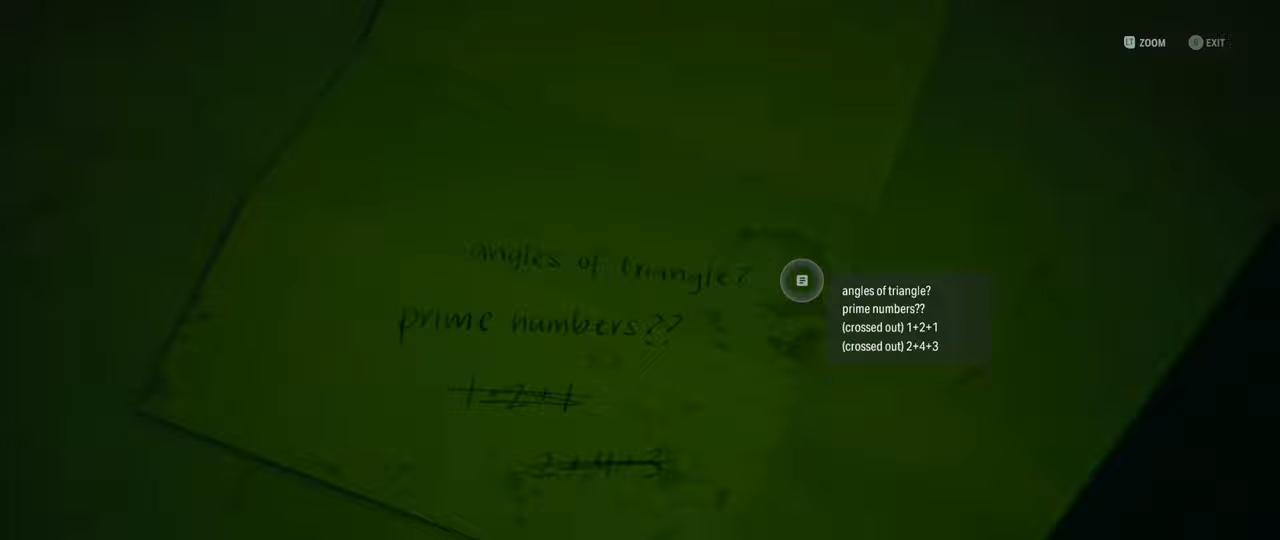 LT ZOOM
EXIT
angles of triangle?
prime numbers??
1+2+1
2+4+3
angles of triangle?
prime numbers??
(crossed out) 1+2+1
(crossed out) 2+4+3